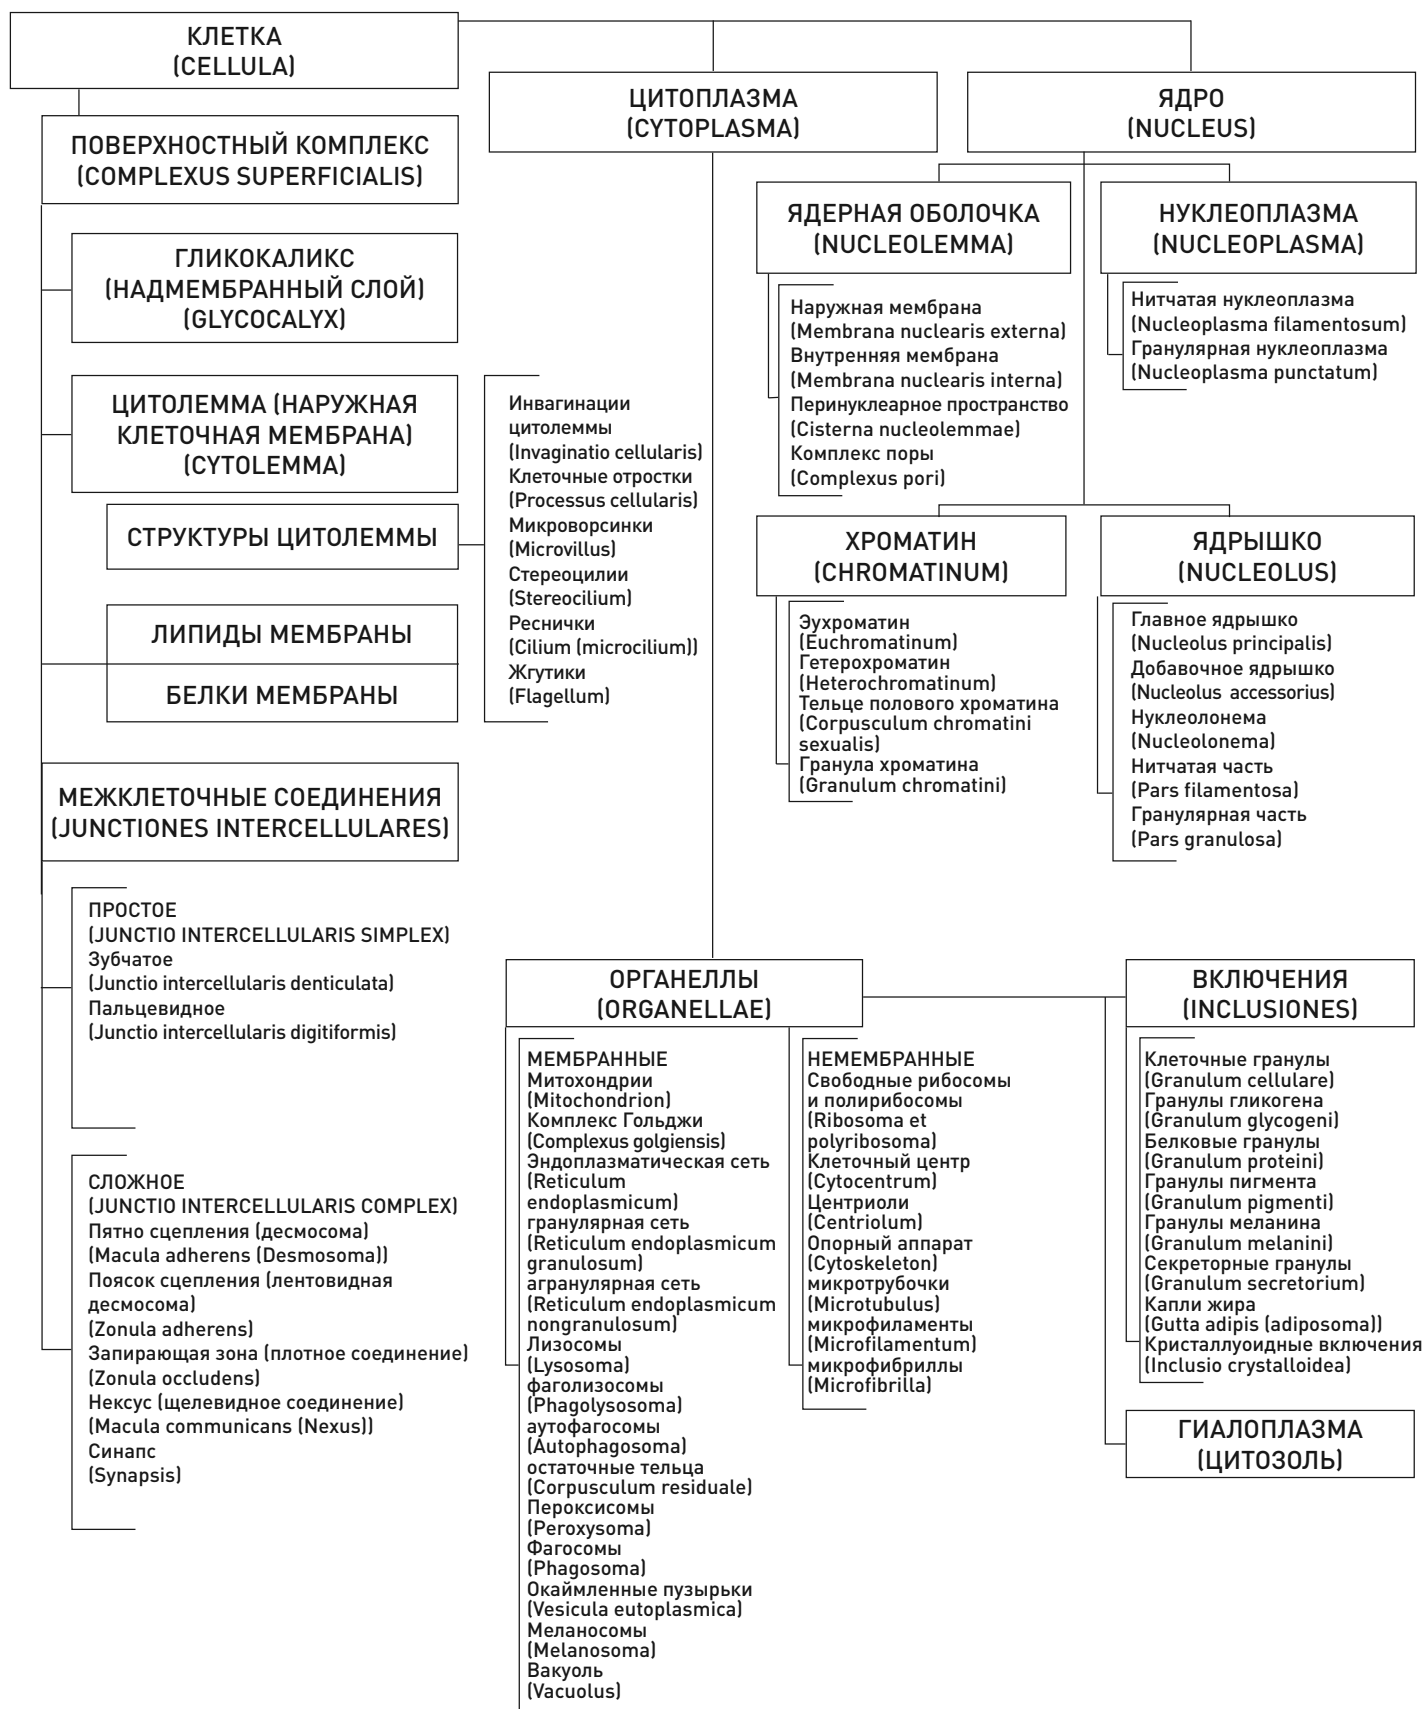 КЛЕТКА
(CELLULA)
ПОВЕРХНОСТНЫЙ КОМПЛЕКС
(COMPLEXUS SUPERFICIALIS)
ГЛИКОКАЛИКС
(НАДМЕМБРАННЫЙ СЛОЙ)
(GLYCOCALYX)
ЦИТОЛЕММА (НАРУЖНАЯ
КЛЕТОЧНАЯ МЕМБРАНА)
(CYTOLEMMA)
СТРУКТУРЫ ЦИТОЛЕММЫ
Инвагинации
цитолеммы
(Invaginatio cellularis)
Клеточные отростки
(Processus cellularis)
Микроворсинки
(Microvillus)
Стереоцилии
(Stereocilium)
Реснички
(Cilium (microcilium))
Жгутики
(Flagellum)
ЛИПИДЫ МЕМБРАНЫ
БЕЛКИ МЕМБРАНЫ
МЕЖКЛЕТОЧНЫЕ СОЕДИНЕНИЯ
(JUNCTIONES INTERCELLULARES)
ПРОСТОЕ
(JUNCTIO INTERCELLULARIS SIMPLEX)
Зубчатое
(Junctio intercellularis denticulata)
Пальцевидное
(Junctio intercellularis digitiformis)
СЛОЖНОЕ
(JUNCTIO INTERCELLULARIS COMPLEX)
Пятно сцепления (десмосома)
(Macula adherens (Desmosoma))
Поясок сцепления (лентовидная
десмосома)
(Zonula adherens)
Запирающая зона (плотное соединение)
(Zonula occludens)
Нексус (щелевидное соединение)
(Macula communicans (Nexus))
Синапс
(Synapsis)
ЦИТОПЛАЗМА
(CYTOPLASMA)
ОРГАНЕЛЛЫ
(ORGANELLAE)
МЕМБРАННЫЕ
Митохондрии
(Mitochondrion)
Комплекс Гольджи
(Complexus golgiensis)
Эндоплазматическая сеть
(Reticulum
endoplasmicum)
гранулярная сеть
(Reticulum endoplasmicum
granulosum)
агранулярная сеть
(Reticulum endoplasmicum
nongranulosum)
Лизосомы
(Lysosoma)
фаголизосомы
(Phagolysosoma)
аутофагосомы
(Autophagosoma)
остаточные тельца
(Corpusculum residuale)
Пероксисомы
(Peroxysoma)
Фагосомы
(Phagosoma)
Окаймленные пузырьки
(Vesicula eutoplasmica)
Меланосомы
(Melanosoma)
Вакуоль
(Vacuolus)
НЕМЕМБРАННЫЕ
Свободные рибосомы
и полирибосомы
(Ribosoma et
polyribosoma)
Клеточный центр
(Cytocentrum)
Центриоли
(Centriolum)
Опорный аппарат
(Cytoskeleton)
микротрубочки
(Microtubulus)
микрофиламенты
(Microfilamentum)
микрофибриллы
(Microfibrilla)
ВКЛЮЧЕНИЯ
(INCLUSIONES)
Клеточные гранулы
(Granulum cellulare)
Гранулы гликогена
(Granulum glycogeni)
Белковые гранулы
(Granulum proteini)
Гранулы пигмента
(Granulum pigmenti)
Гранулы меланина
(Granulum melanini)
Секреторные гранулы
(Granulum secretorium)
Капли жира
(Gutta adipis (adiposoma))
Кристаллуоидные включения
(Inclusio crystalloidea)
ГИАЛОПЛАЗМА
(ЦИТОЗОЛЬ)
ЯДРО
(NUCLEUS)
ЯДЕРНАЯ ОБОЛОЧКА
(NUCLEOLEMMA)
Наружная мембрана
(Membrana nuclearis externa)
Внутренняя мембрана
(Membrana nuclearis interna)
Перинуклеарное пространство
(Cisterna nucleolemmae)
Комплекс поры
(Complexus pori)
НУКЛЕОПЛАЗМА
(NUCLEOPLASMA)
Нитчатая нуклеоплазма
(Nucleoplasma filamentosum)
Гранулярная нуклеоплазма
(Nucleoplasma punctatum)
ХРОМАТИН
(CHROMATINUM)
Эухроматин
(Euchromatinum)
Гетерохроматин
(Heterochromatinum)
Тельце полового хроматина
(Corpusculum chromatini
sexualis)
Гранула хроматина
(Granulum chromatini)
ЯДРЫШКО
(NUCLEOLUS)
Главное ядрышко
(Nucleolus principalis)
Добавочное ядрышко
(Nucleolus accessorius)
Нуклеолонема
(Nucleolonema)
Нитчатая часть
(Pars filamentosa)
Гранулярная часть
(Pars granulosa)